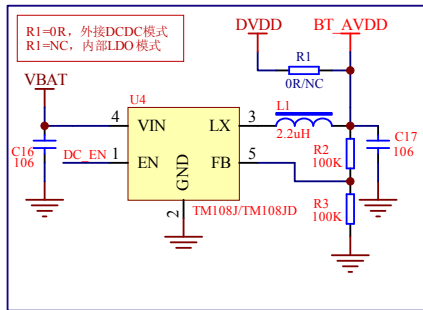 R1=0R，外接DCDC模式
R1=NC，内部LDO 模式
DVDD
BT_AVDD
R1
0R/NC
VBAT
U4
4
VIN
LX
3
L1
2.2uH
C17
106
C16
106
DC_EN
1
EN
FB
5
R2
100K
GND
2
TM108J/TM108JD
R3
100K